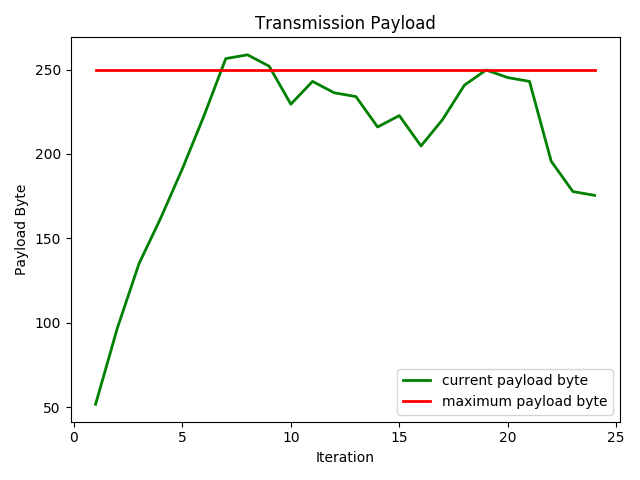 Transmission Payload
Payload Byte
250
200
150
100
50
0
5
10
15
20
25
Iteration
current payload byte
maximum payload byte